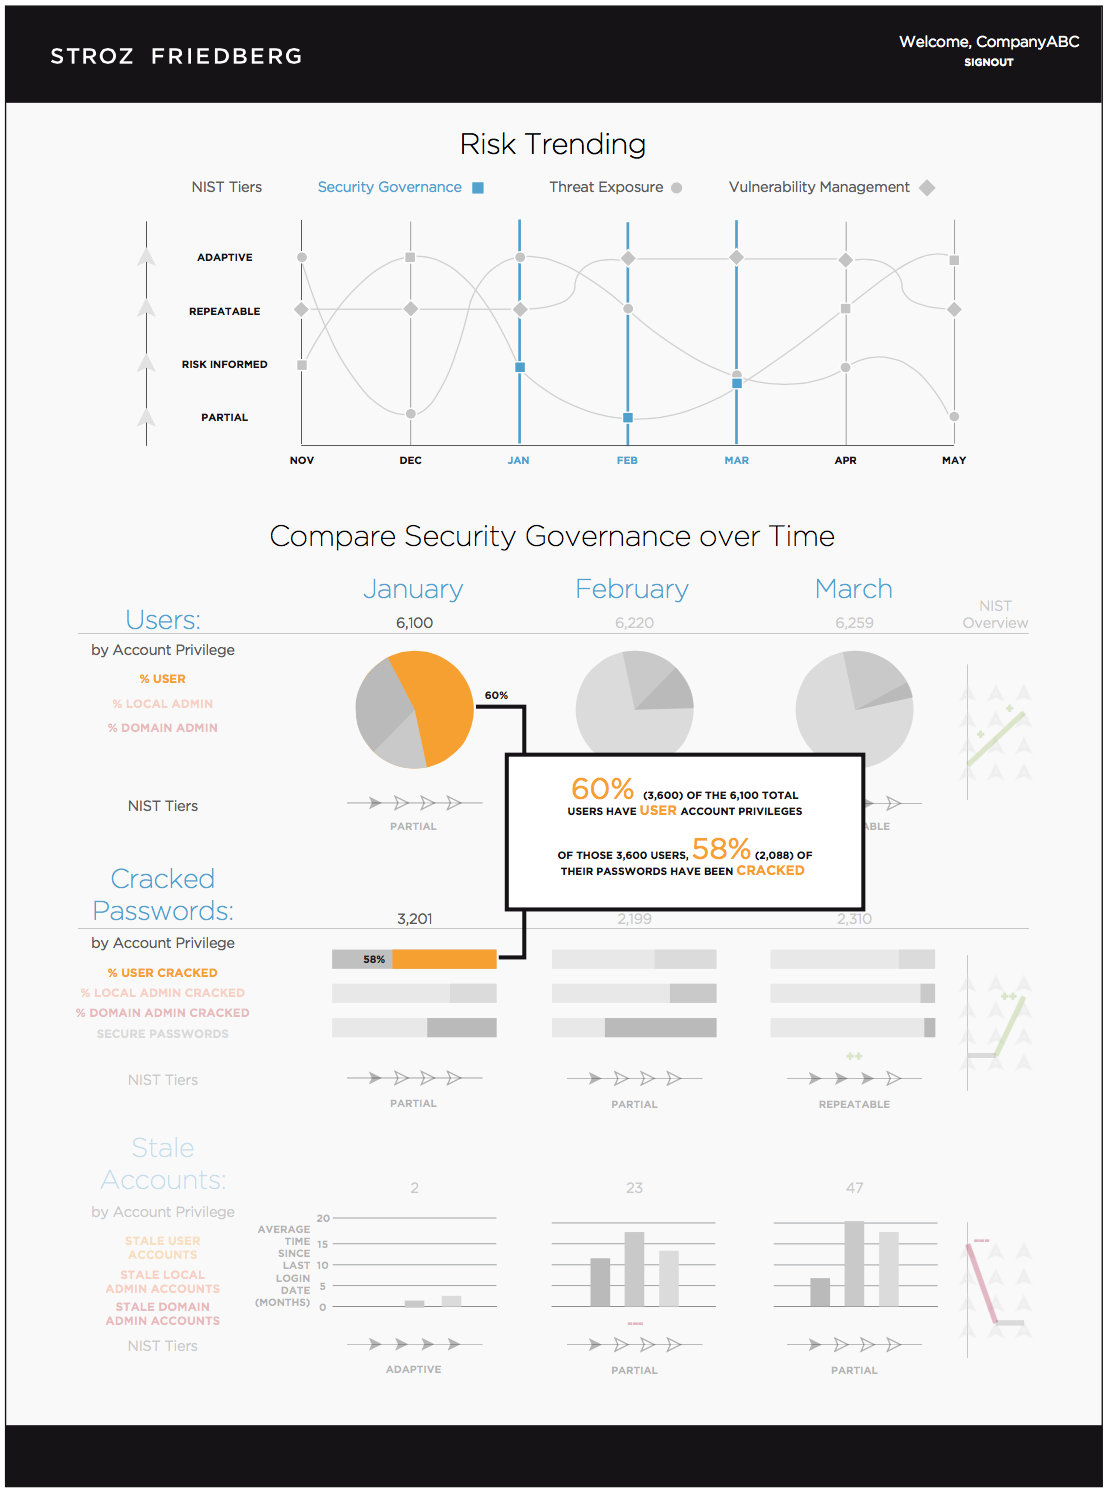 STROZ FRIEDBERG
Welcome, CompanyABC
SIGNOUT
Risk Trending
NIST Tiers Security Governance Threat Exposure Vulnerability Management
ADAPTIVE
REPEATABLE
RISK INFORMED
PARTIAL
NOV DEC JAN FEB MAR APR MAY
Compare Security Governance over Time
January February March
NIST
Overview
Users:
6,100 6,220 6,259
by Account Privilege
% USER
% LOCAL ADMIN
% DOMAIN ADMIN
60%
60% (3,600) OF THE 6,100 TOTAL
USERS HAVE USER ACCOUNT PRIVILEGES
OF THOSE 3,600 USERS, 58% (2,088) OF
THEIR PASSWORDS HAVE BEEN CRACKED
NIST Tiers
PARTIAL
ABLE
Cracked
Passwords:
3,201 2,199 2,310
by Account Privilege
58%
% USER CRACKED
% LOCAL ADMIN CRACKED
% DOMAIN ADMIN CRACKED
SECURE PASSWORDS
NIST Tiers
PARTIAL PARTIAL REPEATABLE
Stale
Accounts:
2 23 47
by Account Privilege
STALE USER
ACCOUNTS
STALE LOCAL
ADMIN ACCOUNTS
STALE DOMAIN
ADMIN ACCOUNTS
AVERAGE
TIME
SINCE
LAST
LOGIN
DATE
(MONTHS)
20
15
10
5
0
NIST Tiers
ADAPTIVE PARTIAL PARTIAL